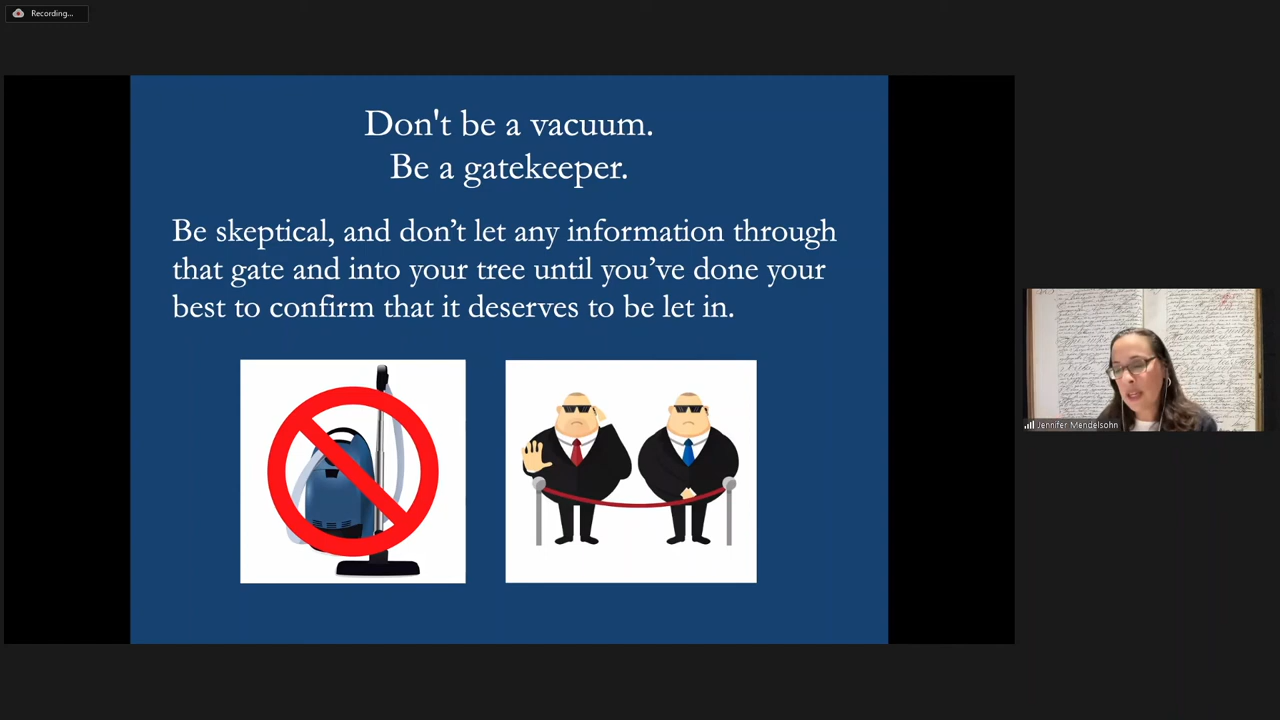 Recording...
Don't be a vacuum.
Be a gatekeeper.
Be skeptical, and don’t let any information through
that gate and into your tree until you’ve done your
best to confirm that it deserves to be let in.
Jennifer Mendelsohn